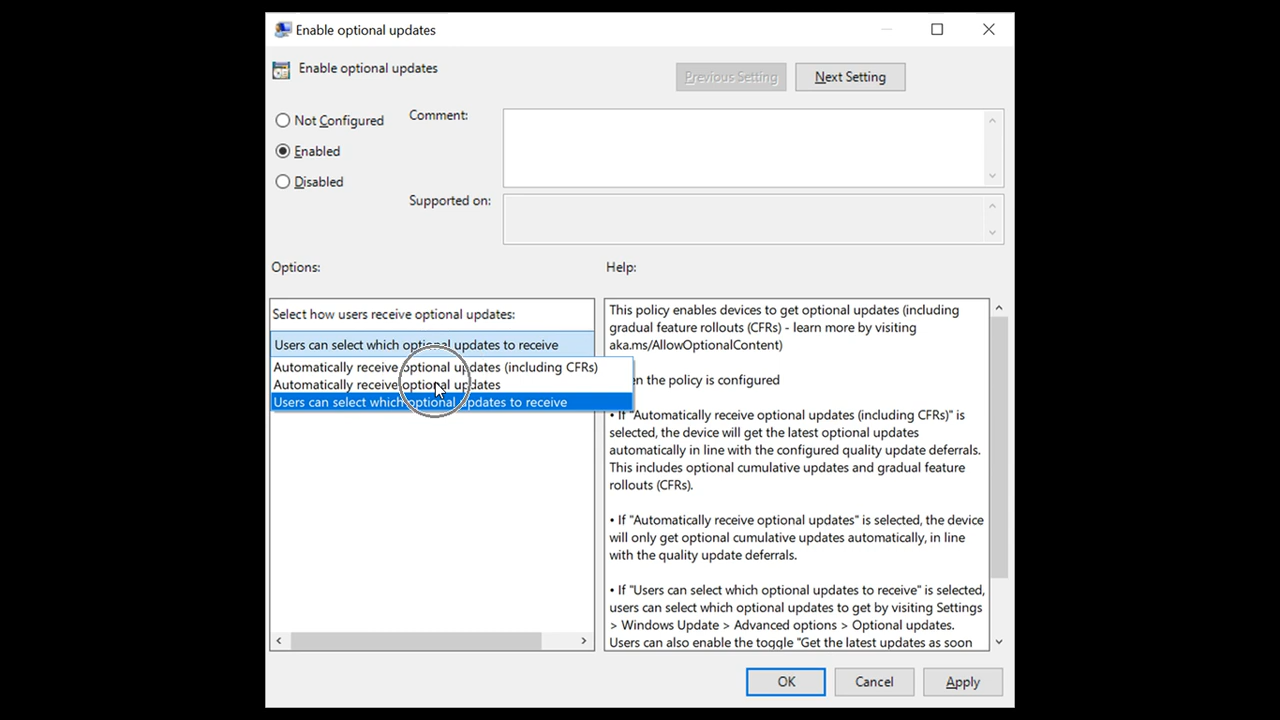 Enable optional updates
Enable optional updates
Previous Setting
Next Setting
Not Configured
Comment:
Enabled
Disabled
Supported on:
Options:
Help:
Select how users receive optional updates:
Users can select which optional updates to receive
Automatically receive optional updates (including CFRs)
Automatically receive optional updates
Users can select which optional updates to receive
This policy enables devices to get optional updates (including
gradual feature rollouts (CFRs) - learn more by visiting
aka.ms/AllowOptionalContent)
the policy is configured
• If "Automatically receive optional updates (including CFRs)" is
selected, the device will get the latest optional updates
automatically in line with the configured quality update deferrals.
This includes optional cumulative updates and gradual feature
rollouts (CFRs).
• If "Automatically receive optional updates" is selected, the device
will only get optional cumulative updates automatically, in line
with the quality update deferrals.
• If "Users can select which optional updates to receive" is selected,
users can select which optional updates to get by visiting Settings
> Windows Update > Advanced options > Optional updates.
Users can also enable the toggle "Get the latest updates as soon
OK
Cancel
Apply